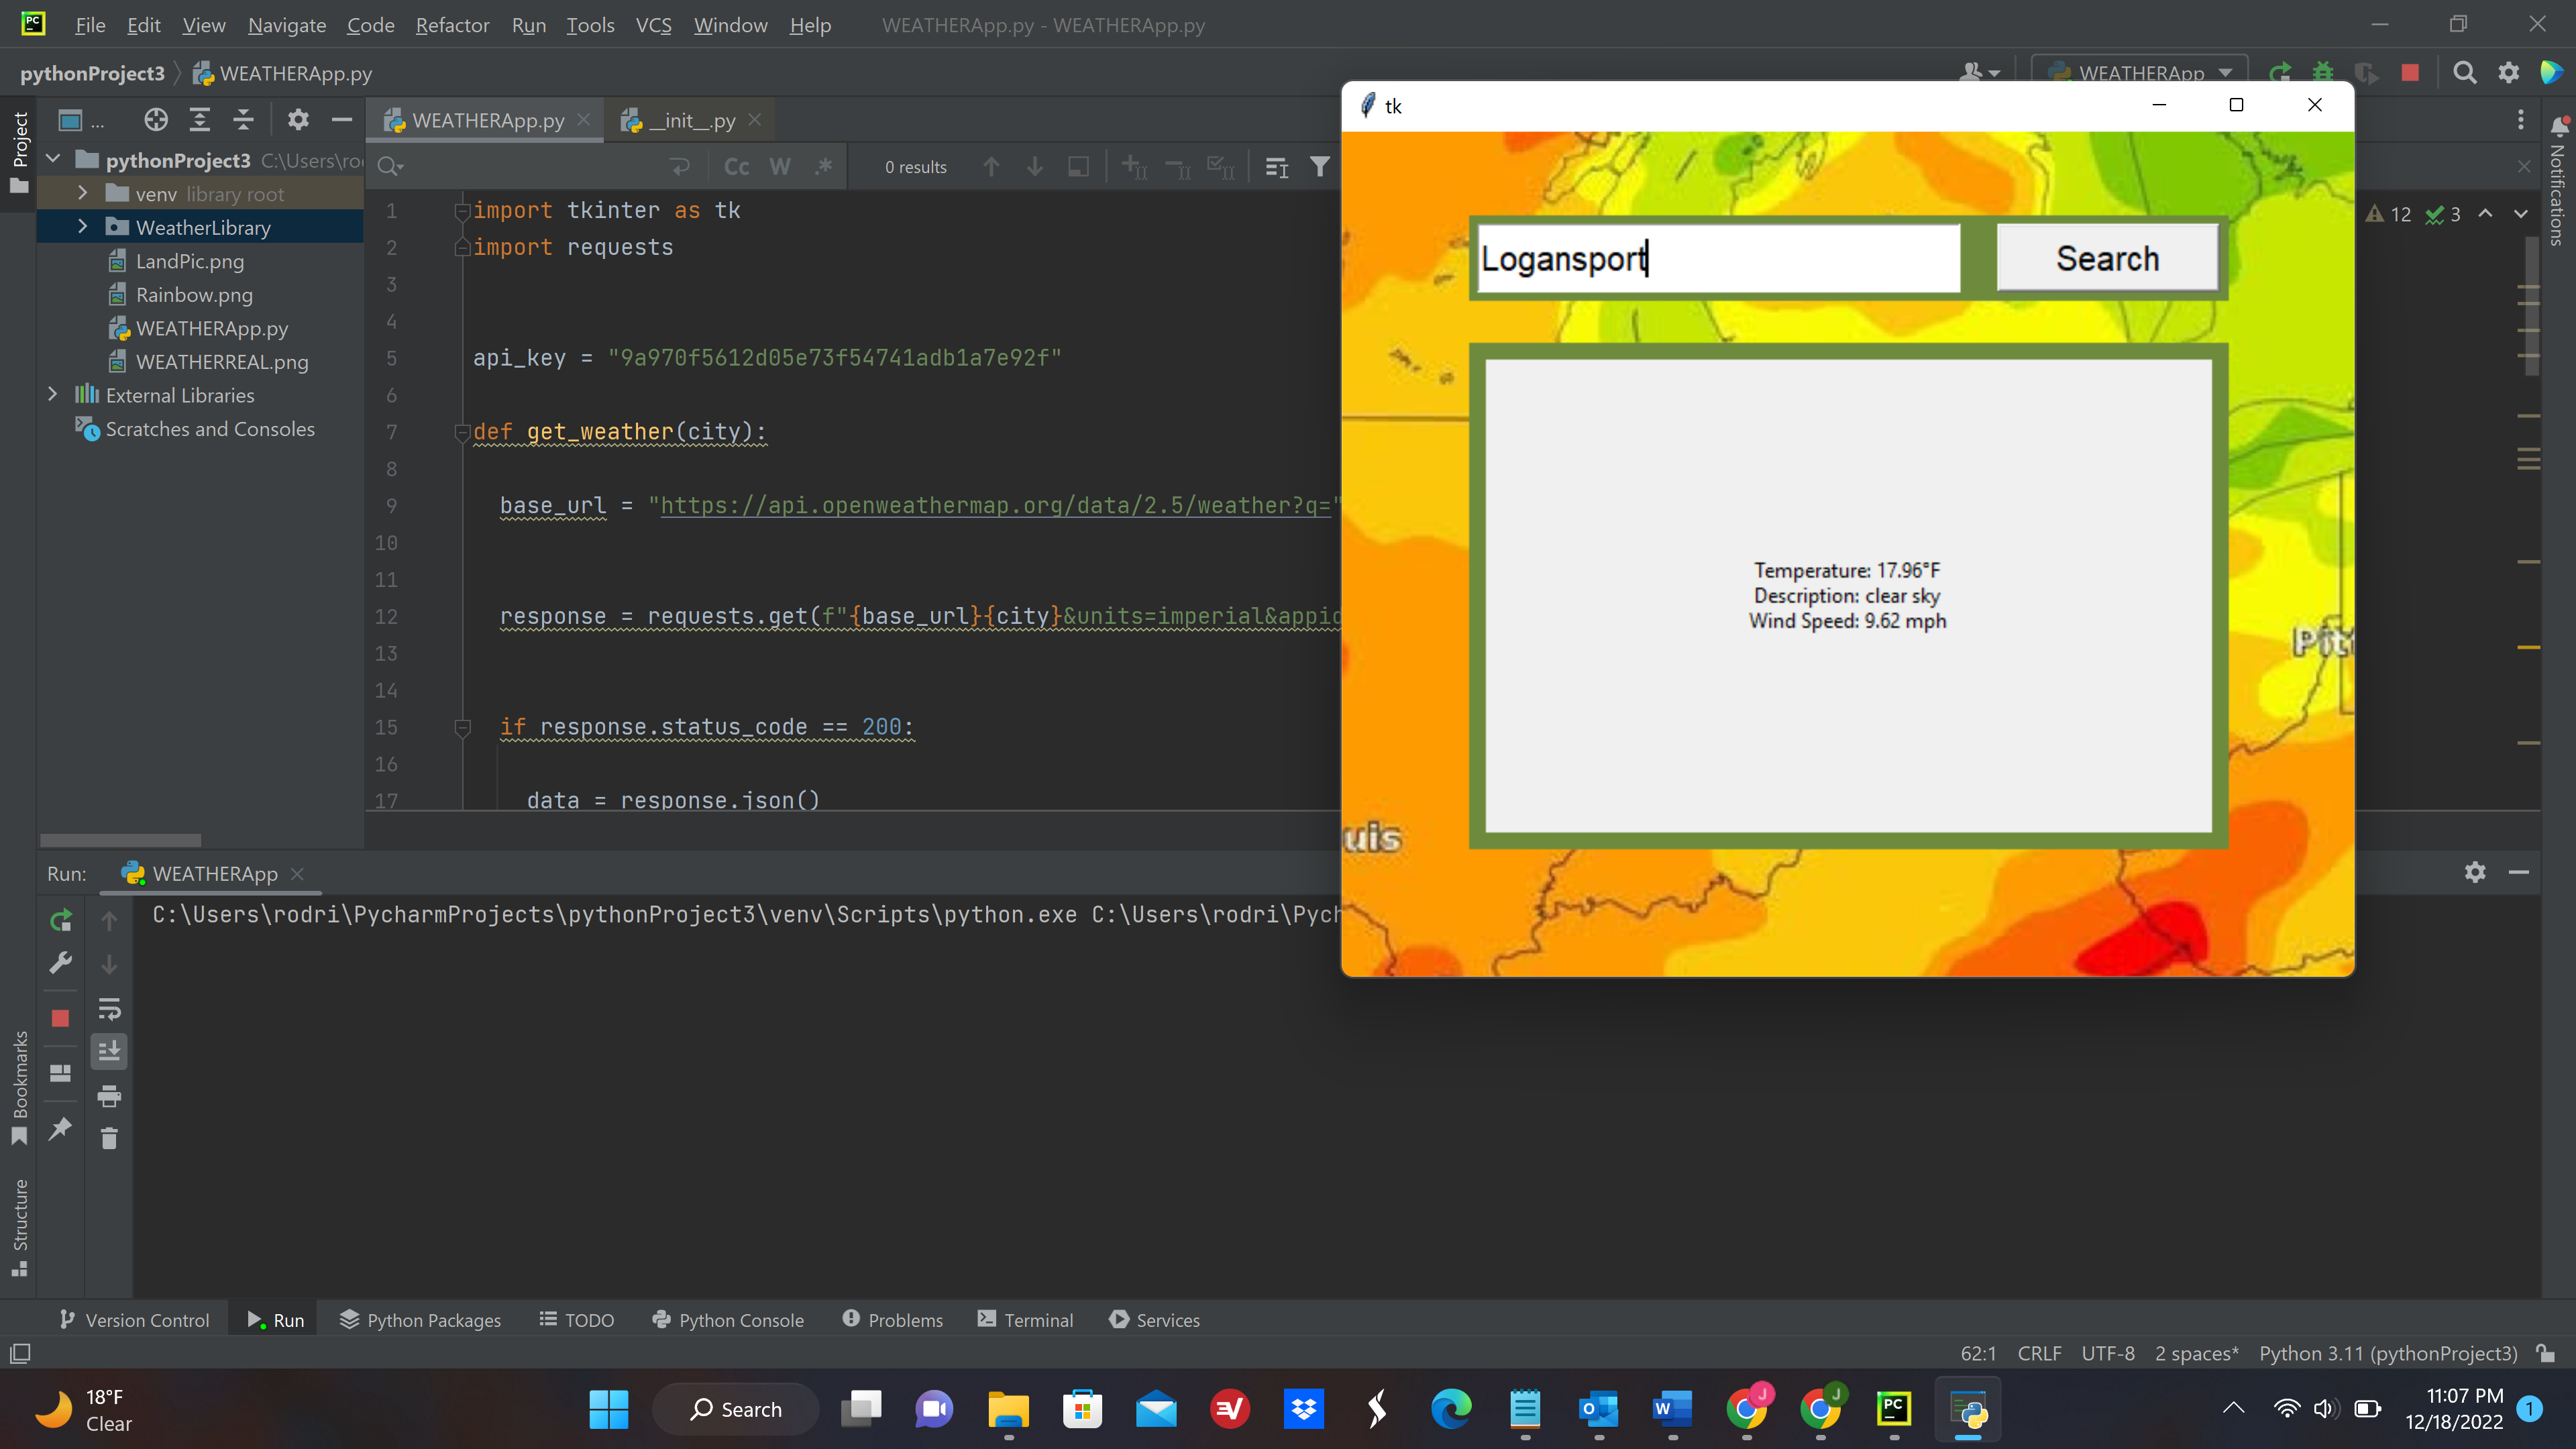 PC File Edit View Navigate Code Refactor Run Tools VCS Window Help WEATHERApp.py - WEATHERApp.py
pythonProject3 WEATHERApp.py WEATHERApp
Project
... WEATHERApp.py __init__.py
pythonProject3 C:\Users\ro
venv library root
WeatherLibrary
LandPic.png
Rainbow.png
WEATHERApp.py
WEATHERREAL.png
External Libraries
Scratches and Consoles
Cc W .* 0 results
12 3
Notifications
1 import tkinter as tk
2 import requests
3
4
5 api_key = "9a970f5612d05e73f54741adb1a7e92f"
6
7 def get_weather(city):
8
9 base_url = "https://api.openweathermap.org/data/2.5/weather?q="
10
11
12 response = requests.get(f"{base_url}{city}&units=imperial&appid
13
14
15 if response.status_code == 200:
16
17 data = response.json()
tk
Logansport Search
Temperature: 17.96°F
Description: clear sky
Wind Speed: 9.62 mph
Pit
uis
Run: WEATHERApp
C:\Users\rodri\PycharmProjects\pythonProject3\venv\Scripts\python.exe C:\Users\rodri\Pych
Bookmarks
Structure
Version Control Run Python Packages TODO Python Console Problems Terminal Services
62:1 CRLF UTF-8 2 spaces* Python 3.11 (pythonProject3)
18°F
Clear
Search
J J PC
11:07 PM
12/18/2022
1